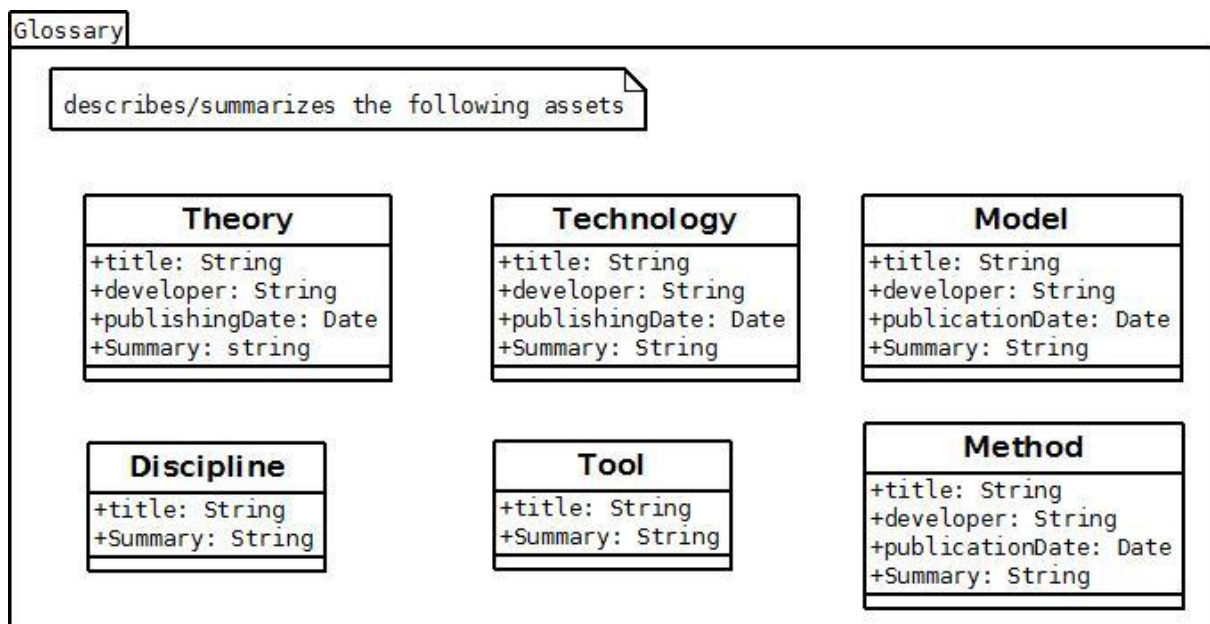 Glossary
describes/summarizes the following assets
Theory
+title: String
+developer: String
+publishingDate: Date
+Summary: string
Technology
+title: String
+developer: String
+publishingDate: Date
+Summary: String
Model
+title: String
+developer: String
+publicationDate: Date
+Summary: String
Discipline
+title: String
+Summary: String
Tool
+title: String
+Summary: String
Method
+title: String
+developer: String
+publicationDate: Date
+Summary: String